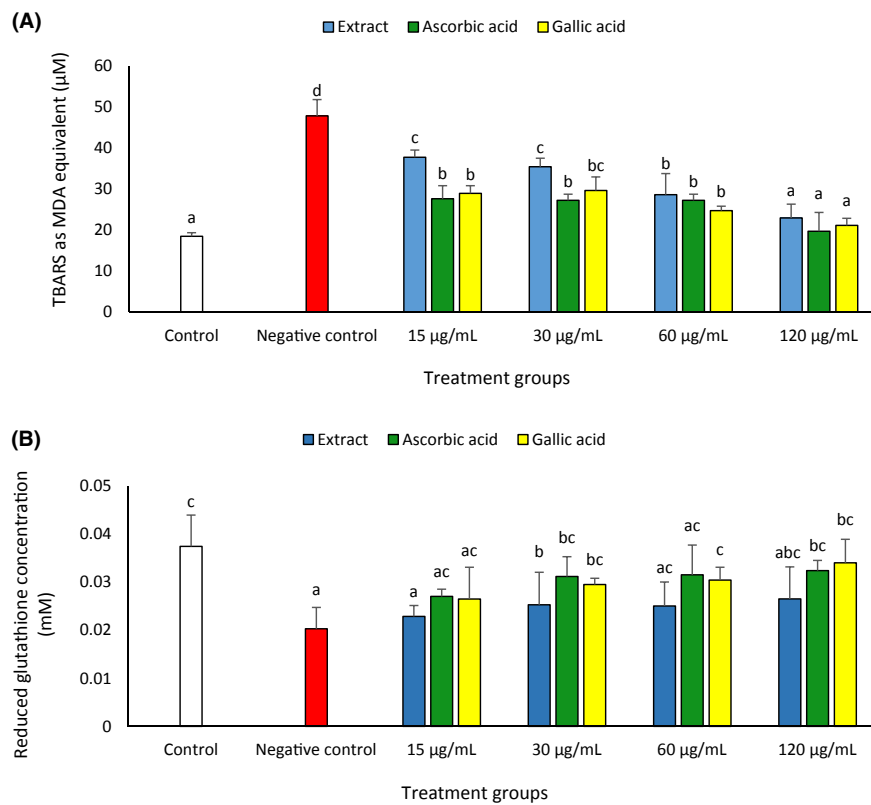 (A)
Extract Ascorbic acid Gallic acid
TBARS as MDA equivalent (µM)
60
50
40
30
20
10
0
a
d
c
b
b
c
b
bc
b
b
b
a
a
a
Control Negative control 15 µg/mL 30 µg/mL 60 µg/mL 120 µg/mL
Treatment groups
(B)
Extract Ascorbic acid Gallic acid
Reduced glutathione concentration
(mM)
0.05
0.04
0.03
0.02
0.01
0
c
a
a
ac
ac
b
bc
bc
ac
ac
c
abc
bc
bc
Control Negative control 15 µg/mL 30 µg/mL 60 µg/mL 120 µg/mL
Treatment groups